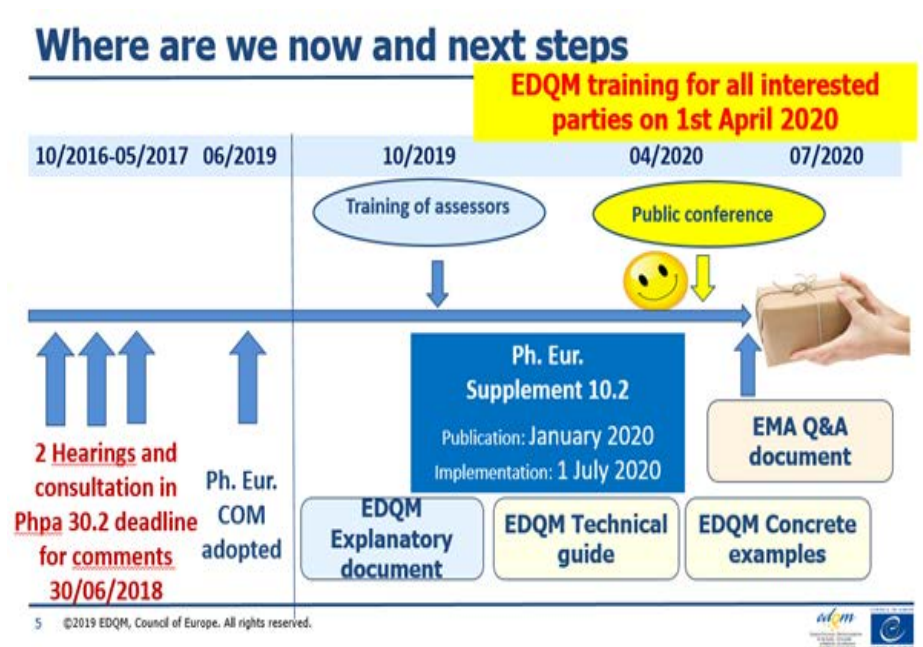 Where are we now and next steps
EDQM training for all interested
parties on 1st April 2020
10/2016-05/2017 06/2019 10/2019 04/2020 07/2020
Training of assessors
Public conference
Ph. Eur.
Supplement 10.2
Publication: January 2020
Implementation: 1 July 2020
EMA Q&A
document
2 Hearings and
consultation in
Phpa 30.2 deadline
for comments
30/06/2018
Ph. Eur.
COM
adopted
EDQM
Explanatory
document
EDQM Technical
guide
EDQM Concrete
examples
5 ©2019 EDQM, Council of Europe. All rights reserved.
edqm